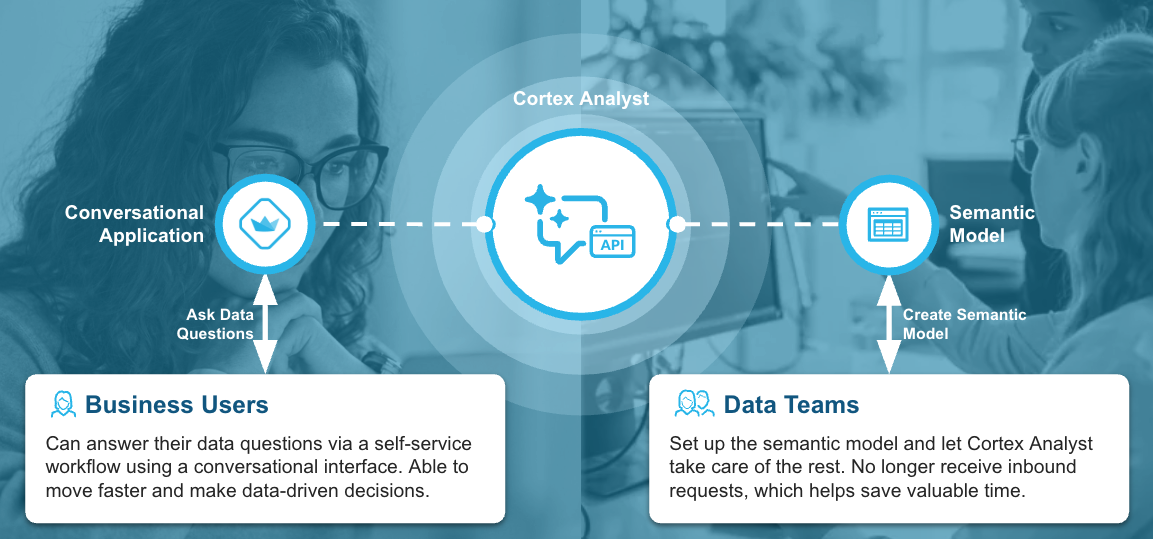 Cortex Analyst
Conversational
Application
API
Semantic
Model
Ask Data
Questions
Create Semantic
Model
Business Users
Can answer their data questions via a self-service
workflow using a conversational interface. Able to
move faster and make data-driven decisions.
Data Teams
Set up the semantic model and let Cortex Analyst
take care of the rest. No longer receive inbound
requests, which helps save valuable time.